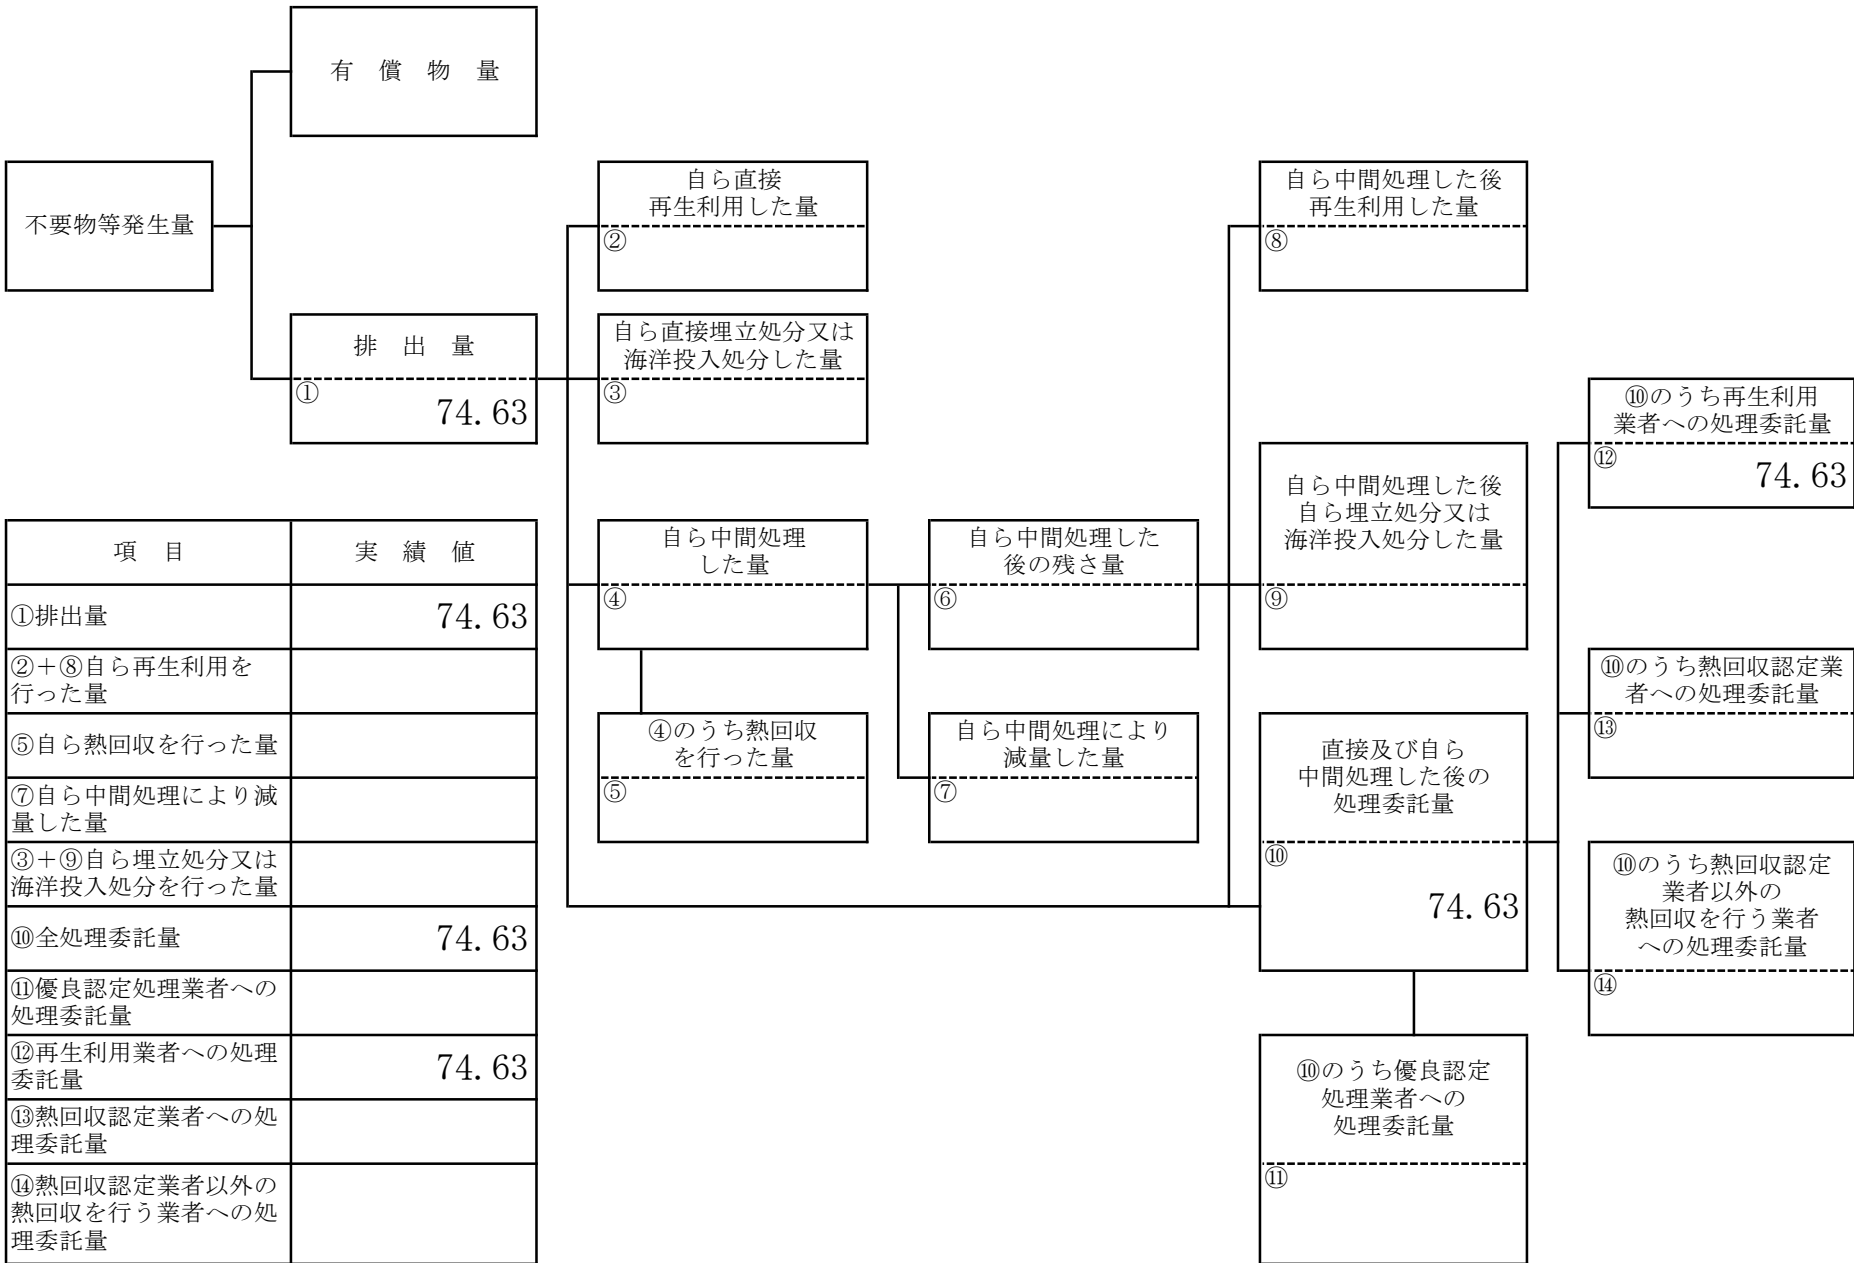 有 償 物 量
不要物等発生量
排 出 量
①
74.63
自ら直接
再生利用した量
②
自ら直接埋立処分又は
海洋投入処分した量
③
自ら中間処理
した量
④
④のうち熱回収
を行った量
⑤
自ら中間処理した
後の残さ量
⑥
自ら中間処理により
減量した量
⑦
自ら中間処理した後
再生利用した量
⑧
自ら中間処理した後
自ら埋立処分又は
海洋投入処分した量
⑨
直接及び自ら
中間処理した後の
処理委託量
⑩
74.63
⑩のうち優良認定
処理業者への
処理委託量
⑪
⑩のうち再生利用
業者への処理委託量
⑫
74.63
⑩のうち熱回収認定業
者への処理委託量
⑬
⑩のうち熱回収認定
業者以外の
熱回収を行う業者
への処理委託量
⑭
項 目 実 績 値
①排出量 74.63
②＋⑧自ら再生利用を
行った量
⑤自ら熱回収を行った量
⑦自ら中間処理により減
量した量
③＋⑨自ら埋立処分又は
海洋投入処分を行った量
⑩全処理委託量 74.63
⑪優良認定処理業者への
処理委託量
⑫再生利用業者への処理
委託量 74.63
⑬熱回収認定業者への処
理委託量
⑭熱回収認定業者以外の
熱回収を行う業者への処
理委託量